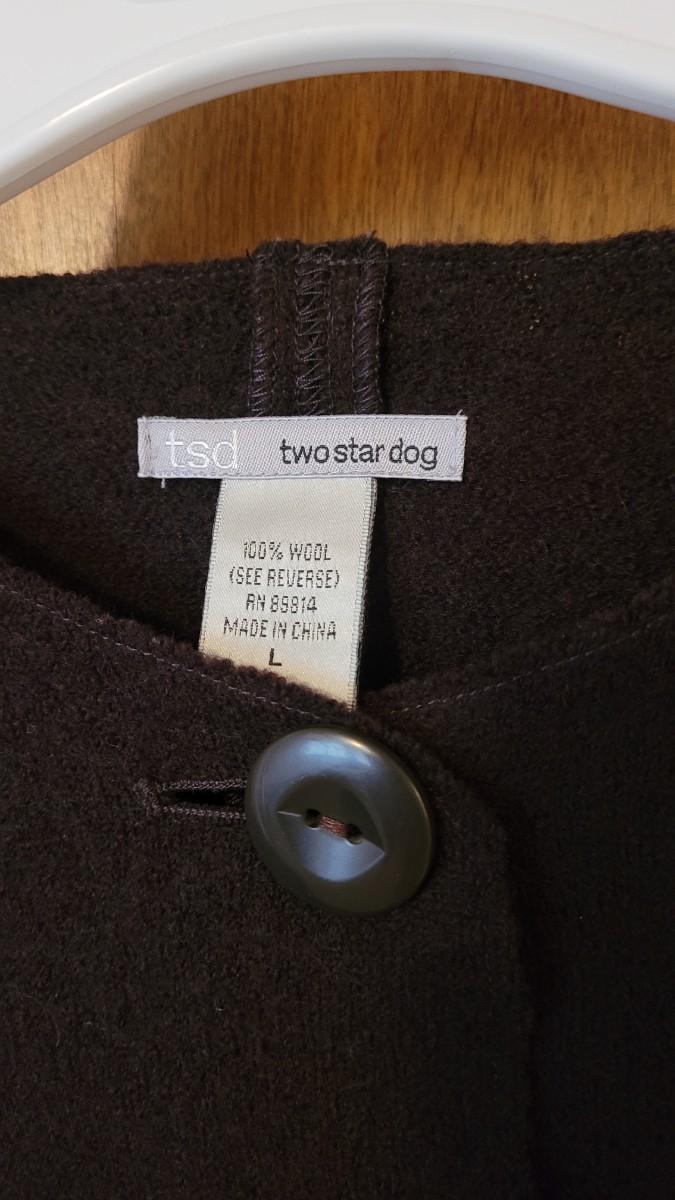 tsd two star dog
100% WOOL
(SEE REVERSE)
RN 89814
MADE IN CHINA
L